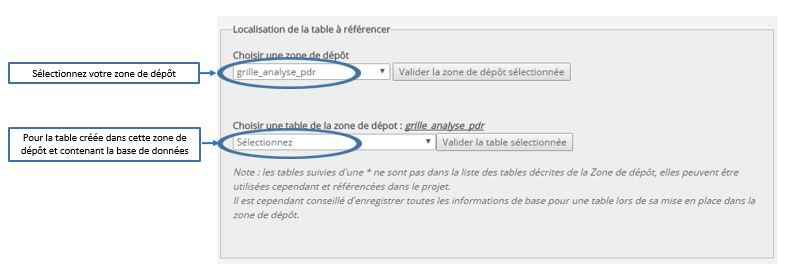 Localisation de la table à référencer
Choisir une zone de dépôt
Sélectionnez votre zone de dépôt
grille_analyse_pdr
Valider la zone de dépôt sélectionnée
Pour la table créée dans cette zone de
dépôt et contenant la base de données
Choisir une table de la zone de dépot : grille_analyse_pdr
Sélectionnez
Valider la table sélectionnée
Note : les tables suivies d'une * ne sont pas dans la liste des tables décrites de la Zone de dépôt, elles peuvent être
utilisées cependant et référencées dans le projet.
Il est cependant conseillé d'enregistrer toutes les informations de base pour une table lors de sa mise en place dans la
zone de dépôt.